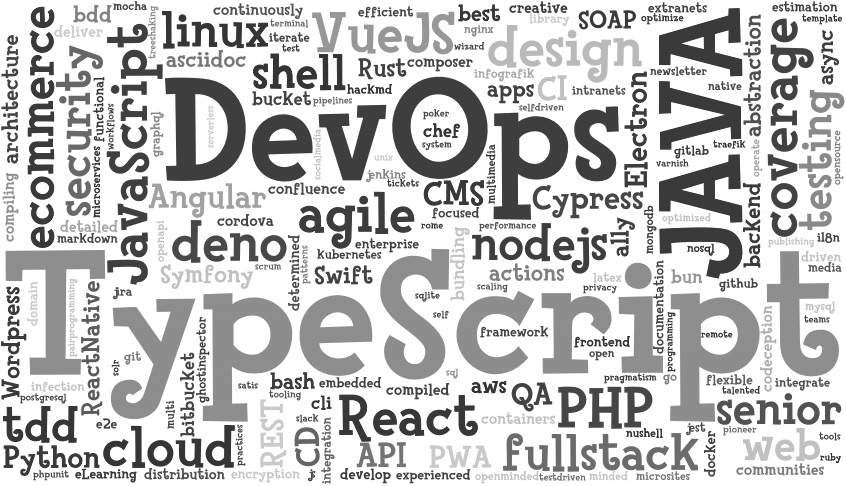 mocha
continuously
efficient
best
creative
library
SOAP
extranets
optimize
estimation
template
bdd
deliver
linux
terminal
iterate
test
VueJS
nginx
wizard
design
architecture
ecommerce
security
JavaScript
treeshaking
asciidoc
shell
Rust
composer
infografik
CI
apps
intranets
newsletter
native
JAVA
abstraction
coverage
async
bucket
pipelines
hackmd
selfdriven
functional
workflows
microservices
graphql
serverless
DevOps
poker
chef
system
socialmedia
unix
jenkins
tickets
multimedia
Electron
gitlab
traefik
varnish
operate
testing
opensource
compiling
Angular
confluence
CMS
focused
Cypress
backend
detailed
markdown
cordova
agile
rome
performance
a11y
mongodb
optimised
publishing
i18n
openapi
deno
enterprise
bundling
nodejs
nosql
driven
media
Symfony
scrum
determined
patterns
Kubernetes
Swift
actions
scaling
latex
privacy
documentation
bun
github
Wordpress
domain
pairprogramming
ReactNative
jira
TypeScript
sqlite
self
framework
frontend
open
programming
remote
mysql
teams
codeception
solr
git
ghostinspector
bitbucket
sql
pragmatism
go
flexible
talented
integrate
infection
postgresql
satis
bash
tooling
embedded
compiled
aws
QA
PHP
senior
tdd
e2e
multi
cloud
practices
REST
slack
cli
CD
integration
React
containers
nushell
jest
pioneer
docker
web
tools
ruby
Python
API
PWA
fullstack
communities
phpunit
eLearning
distribution
encryption
jr
develop
experienced
openminded
testdriven
minded
microsites